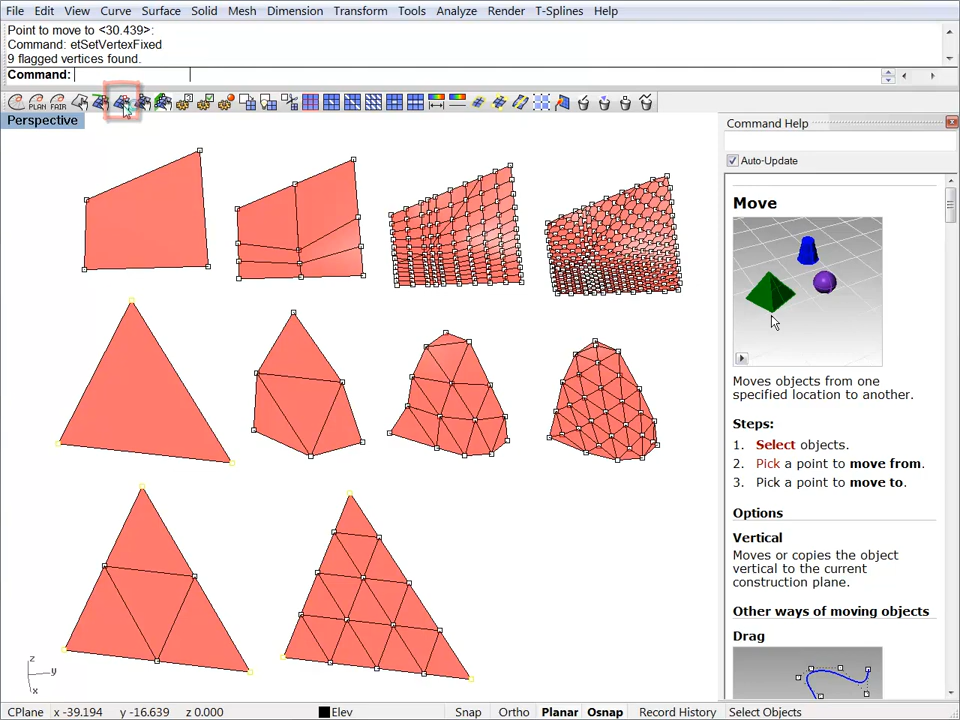 File Edit View Curve Surface Solid Mesh Dimension Transform Tools Analyze Render T-Splines Help
Point to move to <30.439>:
Command: etSetVertexFixed
9 flagged vertices found.
Command:
PLAN FAIR
Perspective
Command Help
Auto-Update
Move
Moves objects from one
specified location to another.
Steps:
1. Select objects.
2. Pick a point to move from.
3. Pick a point to move to.
Options
Vertical
Moves or copies the object
vertical to the current
construction plane.
Other ways of moving objects
Drag
z
y
x
CPlane x -39.194 y -16.639 z 0.000 Elev Snap Ortho Planar Osnap Record History Select Objects